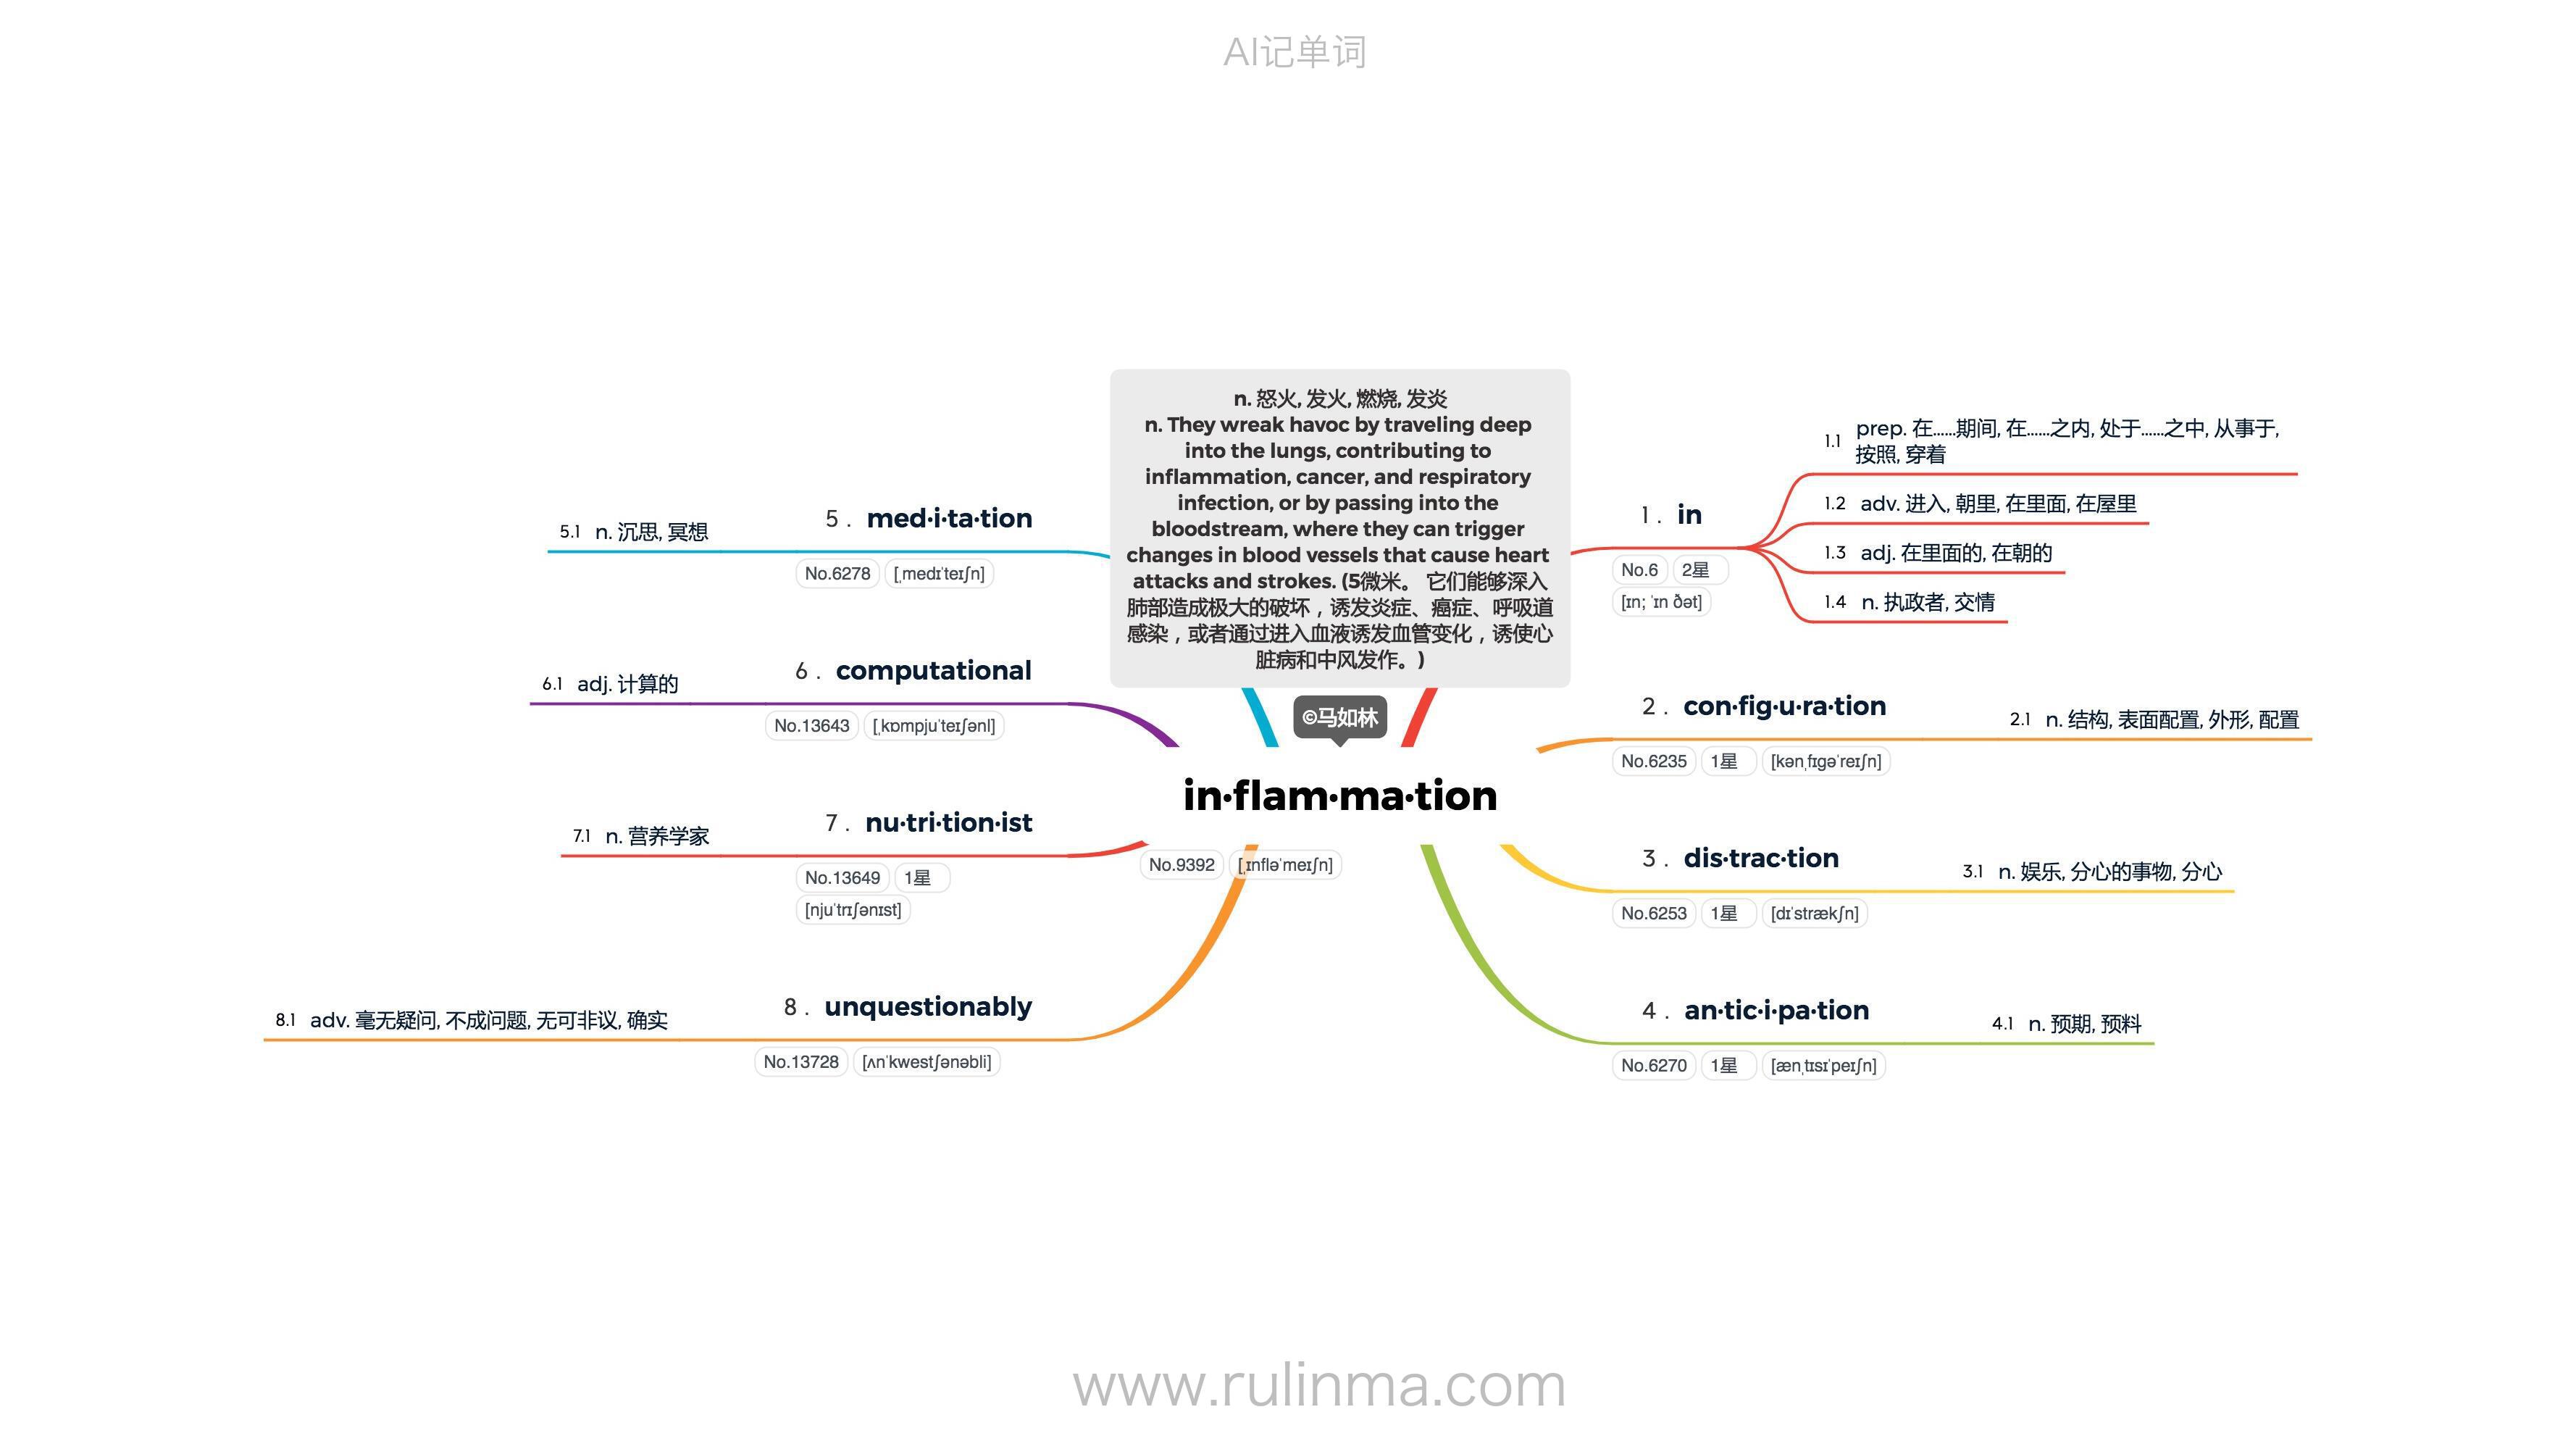 AI记单词
n. 怒火, 发火, 燃烧, 发炎
n. They wreak havoc by traveling deep
into the lungs, contributing to
inflammation, cancer, and respiratory
infection, or by passing into the
bloodstream, where they can trigger
changes in blood vessels that cause heart
attacks and strokes. (5微米。 它们能够深入
肺部造成极大的破坏，诱发炎症、癌症、呼吸道
感染，或者通过进入血液诱发血管变化，诱使心
脏病和中风发作。)
©马如林
in·flam·ma·tion
No.9392 [ˌɪnfləˈmeɪʃn]
1. in
No.6 2星
[ɪn; ˈɪn ðət]
1.1 prep. 在……期间, 在……之内, 处于……之中, 从事于,
按照, 穿着
1.2 adv. 进入, 朝里, 在里面, 在屋里
1.3 adj. 在里面的, 在朝的
1.4 n. 执政者, 交情
2. con·fig·u·ra·tion
No.6235 1星 [kənˌfɪgəˈreɪʃn]
2.1 n. 结构, 表面配置, 外形, 配置
3. dis·trac·tion
No.6253 1星 [dɪˈstrækʃn]
3.1 n. 娱乐, 分心的事物, 分心
4. an·tic·i·pa·tion
No.6270 1星 [ænˌtɪsɪˈpeɪʃn]
4.1 n. 预期, 预料
5. med·i·ta·tion
No.6278 [ˌmedɪˈteɪʃn]
5.1 n. 沉思, 冥想
6. computational
No.13643 [ˌkɒmpjuˈteɪʃənl]
6.1 adj. 计算的
7. nu·tri·tion·ist
No.13649 1星
[njuˈtrɪʃənɪst]
7.1 n. 营养学家
8. unquestionably
No.13728 [ʌnˈkwestʃənəbli]
8.1 adv. 毫无疑问, 不成问题, 无可非议, 确实
www.rulinma.com